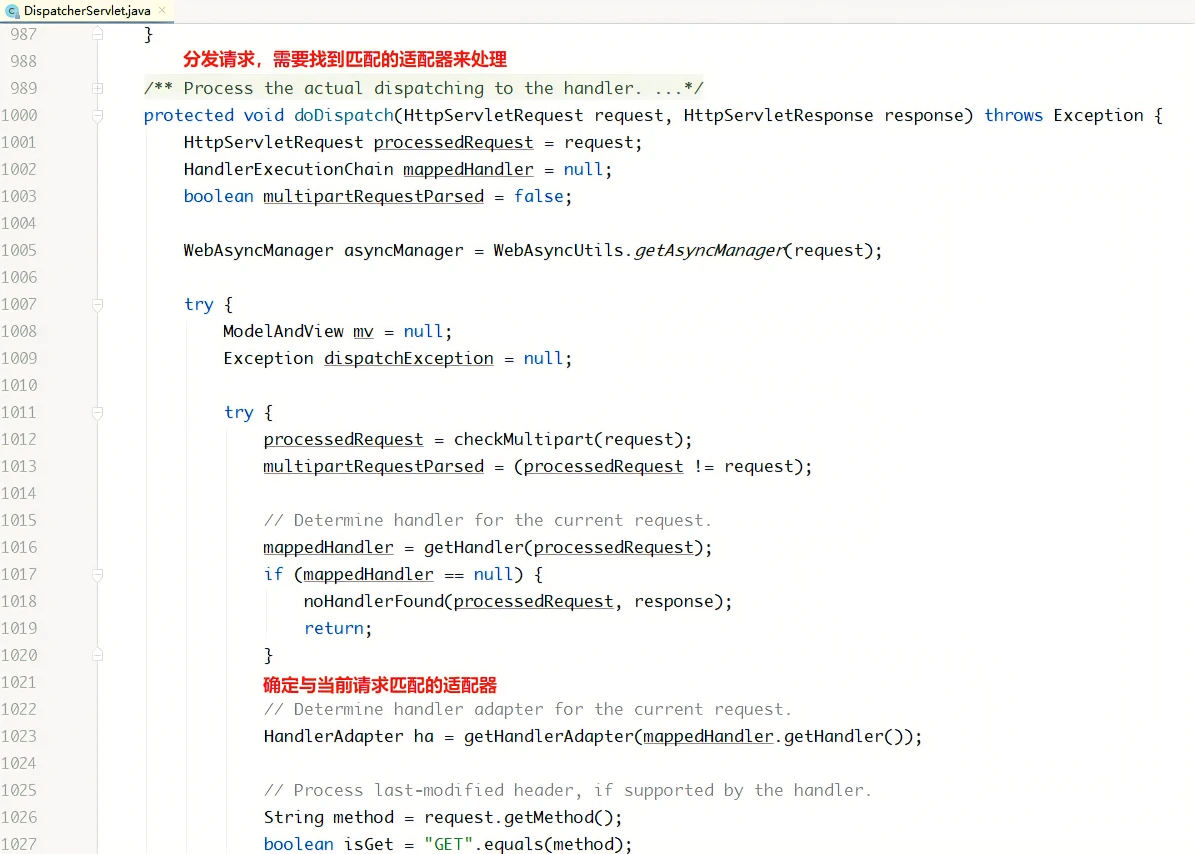 DispatcherServlet.java ×
987 }
988 分发请求，需要找到匹配的适配器来处理
989 /** Process the actual dispatching to the handler. ...*/
1000 protected void doDispatch(HttpServletRequest request, HttpServletResponse response) throws Exception {
1001 HttpServletRequest processedRequest = request;
1002 HandlerExecutionChain mappedHandler = null;
1003 boolean multipartRequestParsed = false;
1004
1005 WebAsyncManager asyncManager = WebAsyncUtils.getAsyncManager(request);
1006
1007 try {
1008 ModelAndView mv = null;
1009 Exception dispatchException = null;
1010
1011 try {
1012 processedRequest = checkMultipart(request);
1013 multipartRequestParsed = (processedRequest != request);
1014
1015 // Determine handler for the current request.
1016 mappedHandler = getHandler(processedRequest);
1017 if (mappedHandler == null) {
1018 noHandlerFound(processedRequest, response);
1019 return;
1020 }
1021 确定与当前请求匹配的适配器
1022 // Determine handler adapter for the current request.
1023 HandlerAdapter ha = getHandlerAdapter(mappedHandler.getHandler());
1024
1025 // Process last-modified header, if supported by the handler.
1026 String method = request.getMethod();
1027 boolean isGet = "GET".equals(method);